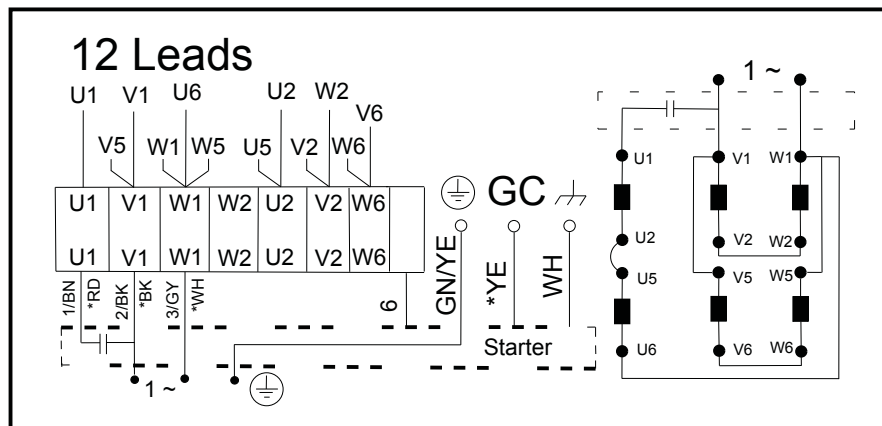 12 Leads
1 ~
U1 V1 U6 U2 W2
V6
V5 W1 W5 U5 V2 W6
U1 V1 W1 W2 U2 V2 W6
U1 V1 W1 W2 U2 V2 W6
GC
1/BN
*RD
2/BK
*BK
3/GY
*WH
6
GN/YE
*YE
WH
Starter
1 ~
U1 V1 W1
U2 V2 W2
U5 V5 W5
U6 V6 W6